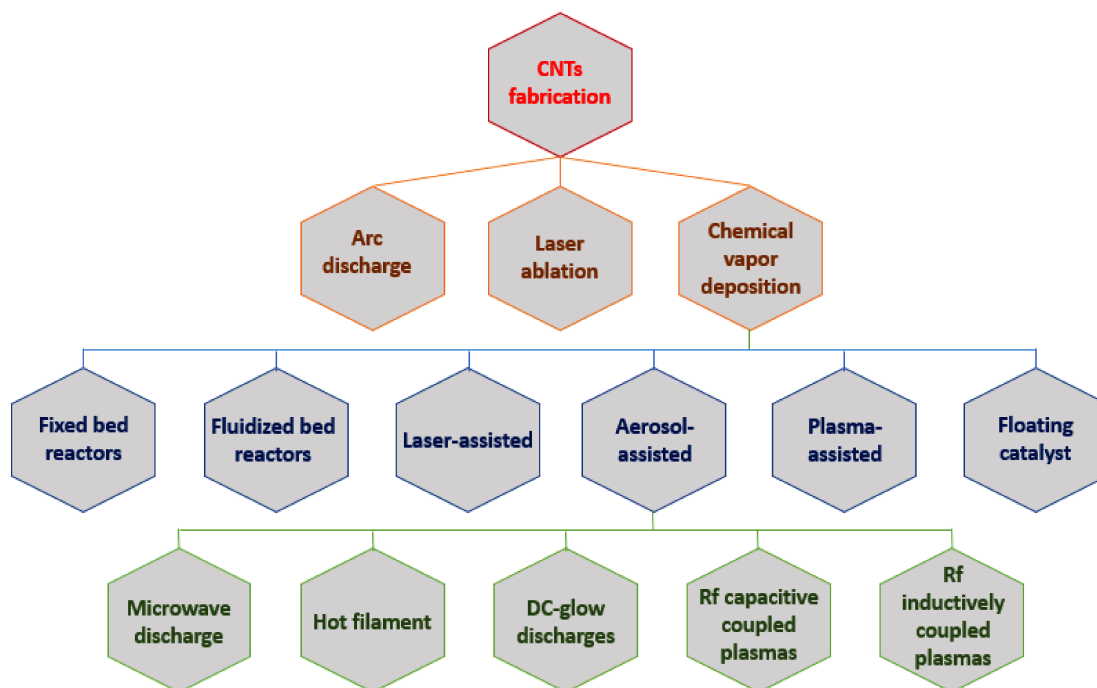 CNTs
fabrication
Arc
discharge
Laser
ablation
Chemical
vapor
deposition
Fixed bed
reactors
Fluidized bed
reactors
Laser-assisted
Aerosol-
assisted
Plasma-
assisted
Floating
catalyst
Microwave
discharge
Hot filament
DC-glow
discharges
Rf capacitive
coupled
plasmas
Rf
inductively
coupled
plasmas